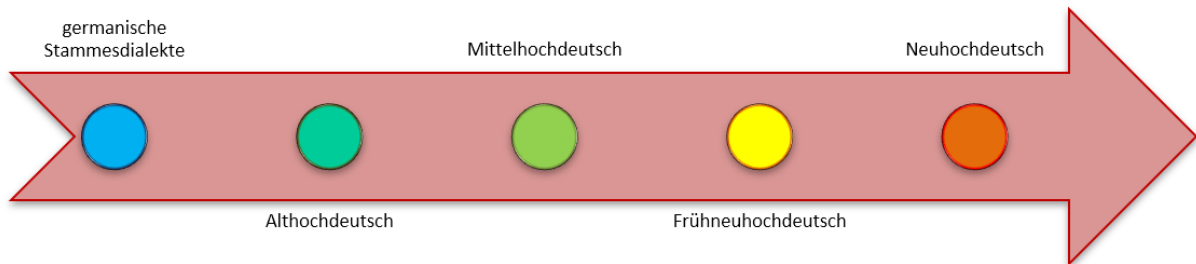 germanische
Stammesdialekte
Althochdeutsch
Mittelhochdeutsch
Frühneuhochdeutsch
Neuhochdeutsch